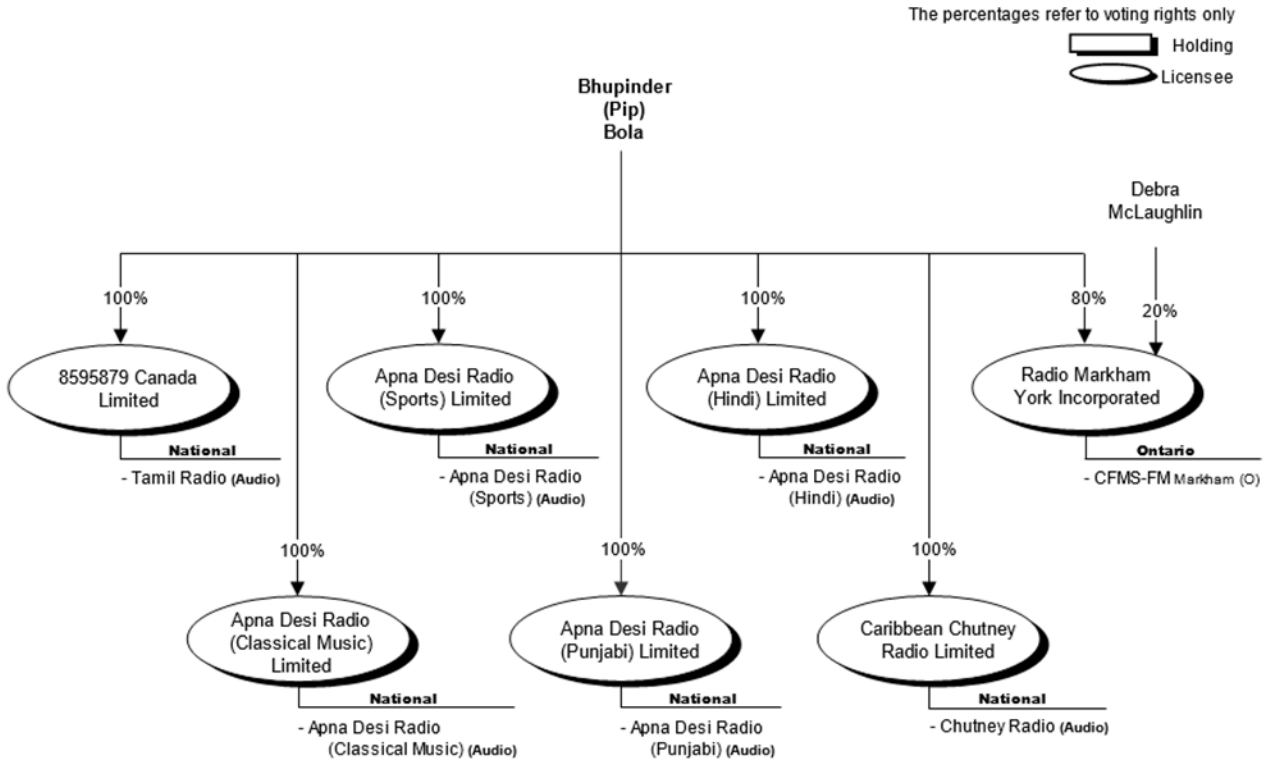 The percentages refer to voting rights only
Holding
Licensee
Bhupinder
(Pip)
Bola
Debra
McLaughlin
100%
100%
100%
80%
20%
8595879 Canada
Limited
Apna Desi Radio
(Sports) Limited
Apna Desi Radio
(Hindi) Limited
Radio Markham
York Incorporated
National
- Tamil Radio (Audio)
National
- Apna Desi Radio
(Sports) (Audio)
National
- Apna Desi Radio
(Hindi) (Audio)
Ontario
- CFMS-FM Markham (O)
100%
100%
100%
Apna Desi Radio
(Classical Music)
Limited
Apna Desi Radio
(Punjabi) Limited
Caribbean Chutney
Radio Limited
National
- Apna Desi Radio
(Classical Music) (Audio)
National
- Apna Desi Radio
(Punjabi) (Audio)
National
- Chutney Radio (Audio)